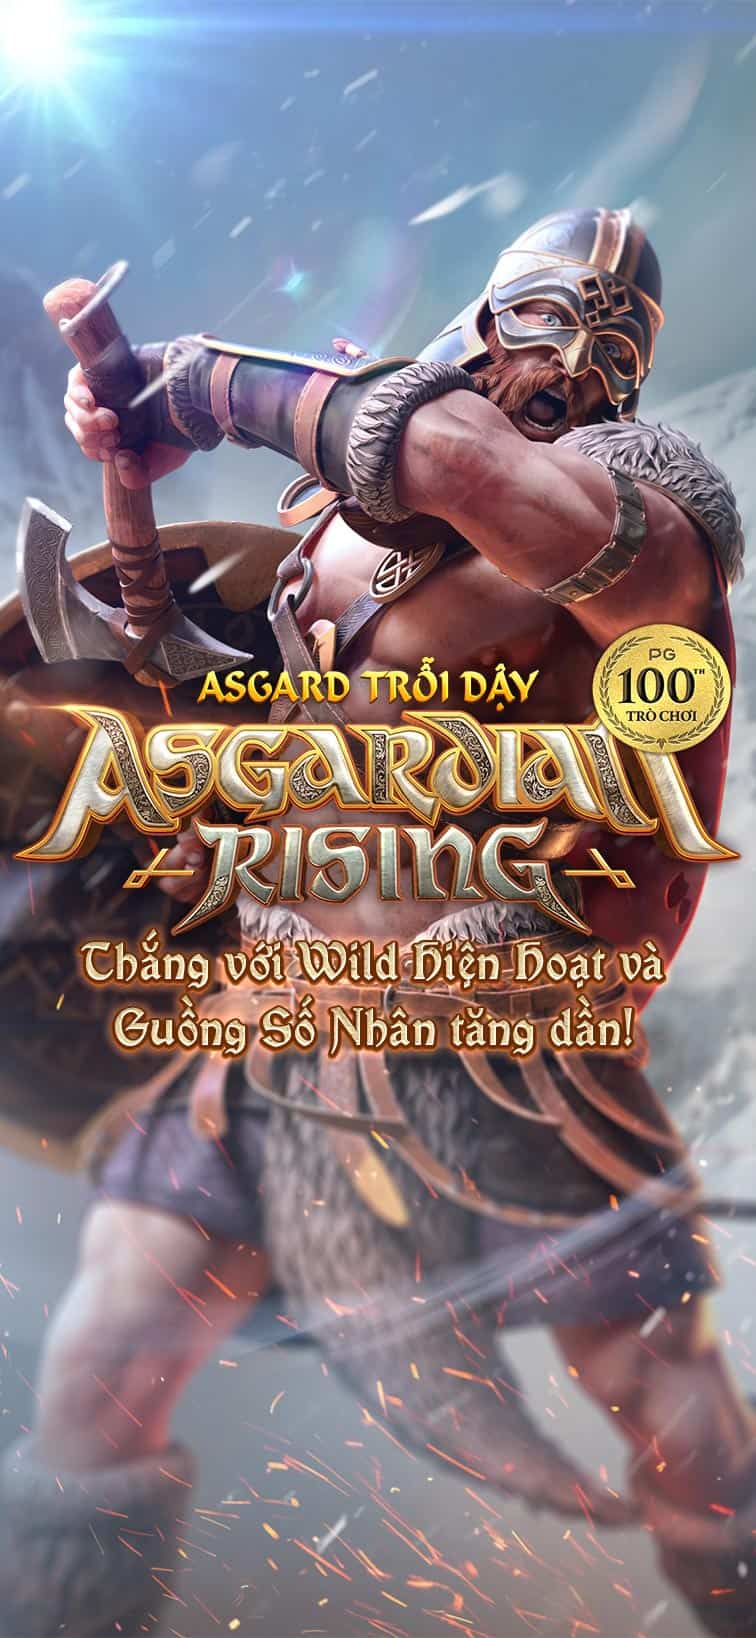 ASGARD TRỖI DẬY
PG
100TH
TRÒ CHƠI
ASGARDIAN
RISING
Thắng với Wild Hiện Hoạt và
Guồng Số Nhân tăng dần!